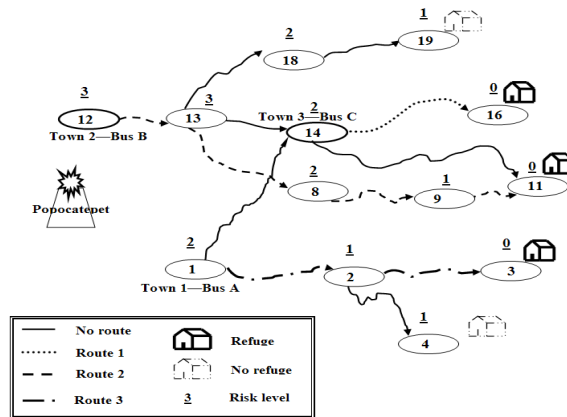 2
1
19
18
3
3
2
0
12
13
Town 3—Bus C
14
16
Town 2—Bus B
2
1
0
8
9
11
Popocatepet
2
1
0
1
2
3
Town 1—Bus A
1
4
No route
Refuge
Route 1
No refuge
Route 2
3
Risk level
Route 3